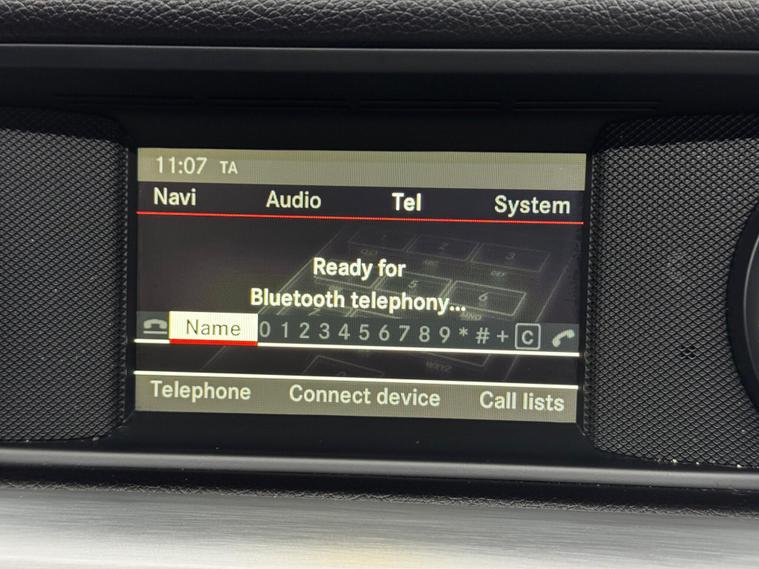 11:07 TA
Navi Audio Tel System
Ready for
Bluetooth telephony...
Name 0 1 2 3 4 5 6 7 8 9 * # + C
Telephone Connect device Call lists